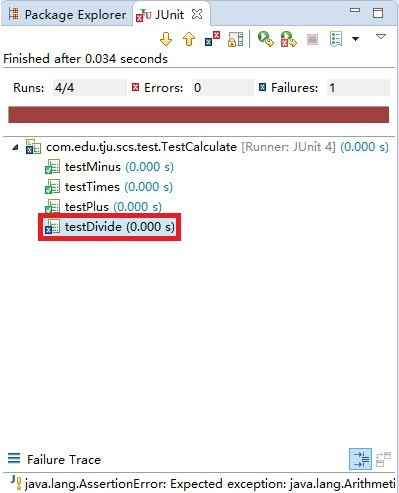 Package Explorer JUnit
Finished after 0.034 seconds
Runs: 4/4 Errors: 0 Failures: 1
com.edu.tju.scs.test.TestCalculate [Runner: JUnit 4] (0.000 s)
testMinus (0.000 s)
testTimes (0.000 s)
testPlus (0.000 s)
testDivide (0.000 s)
Failure Trace
java.lang.AssertionError: Expected exception: java.lang.Arithmeti